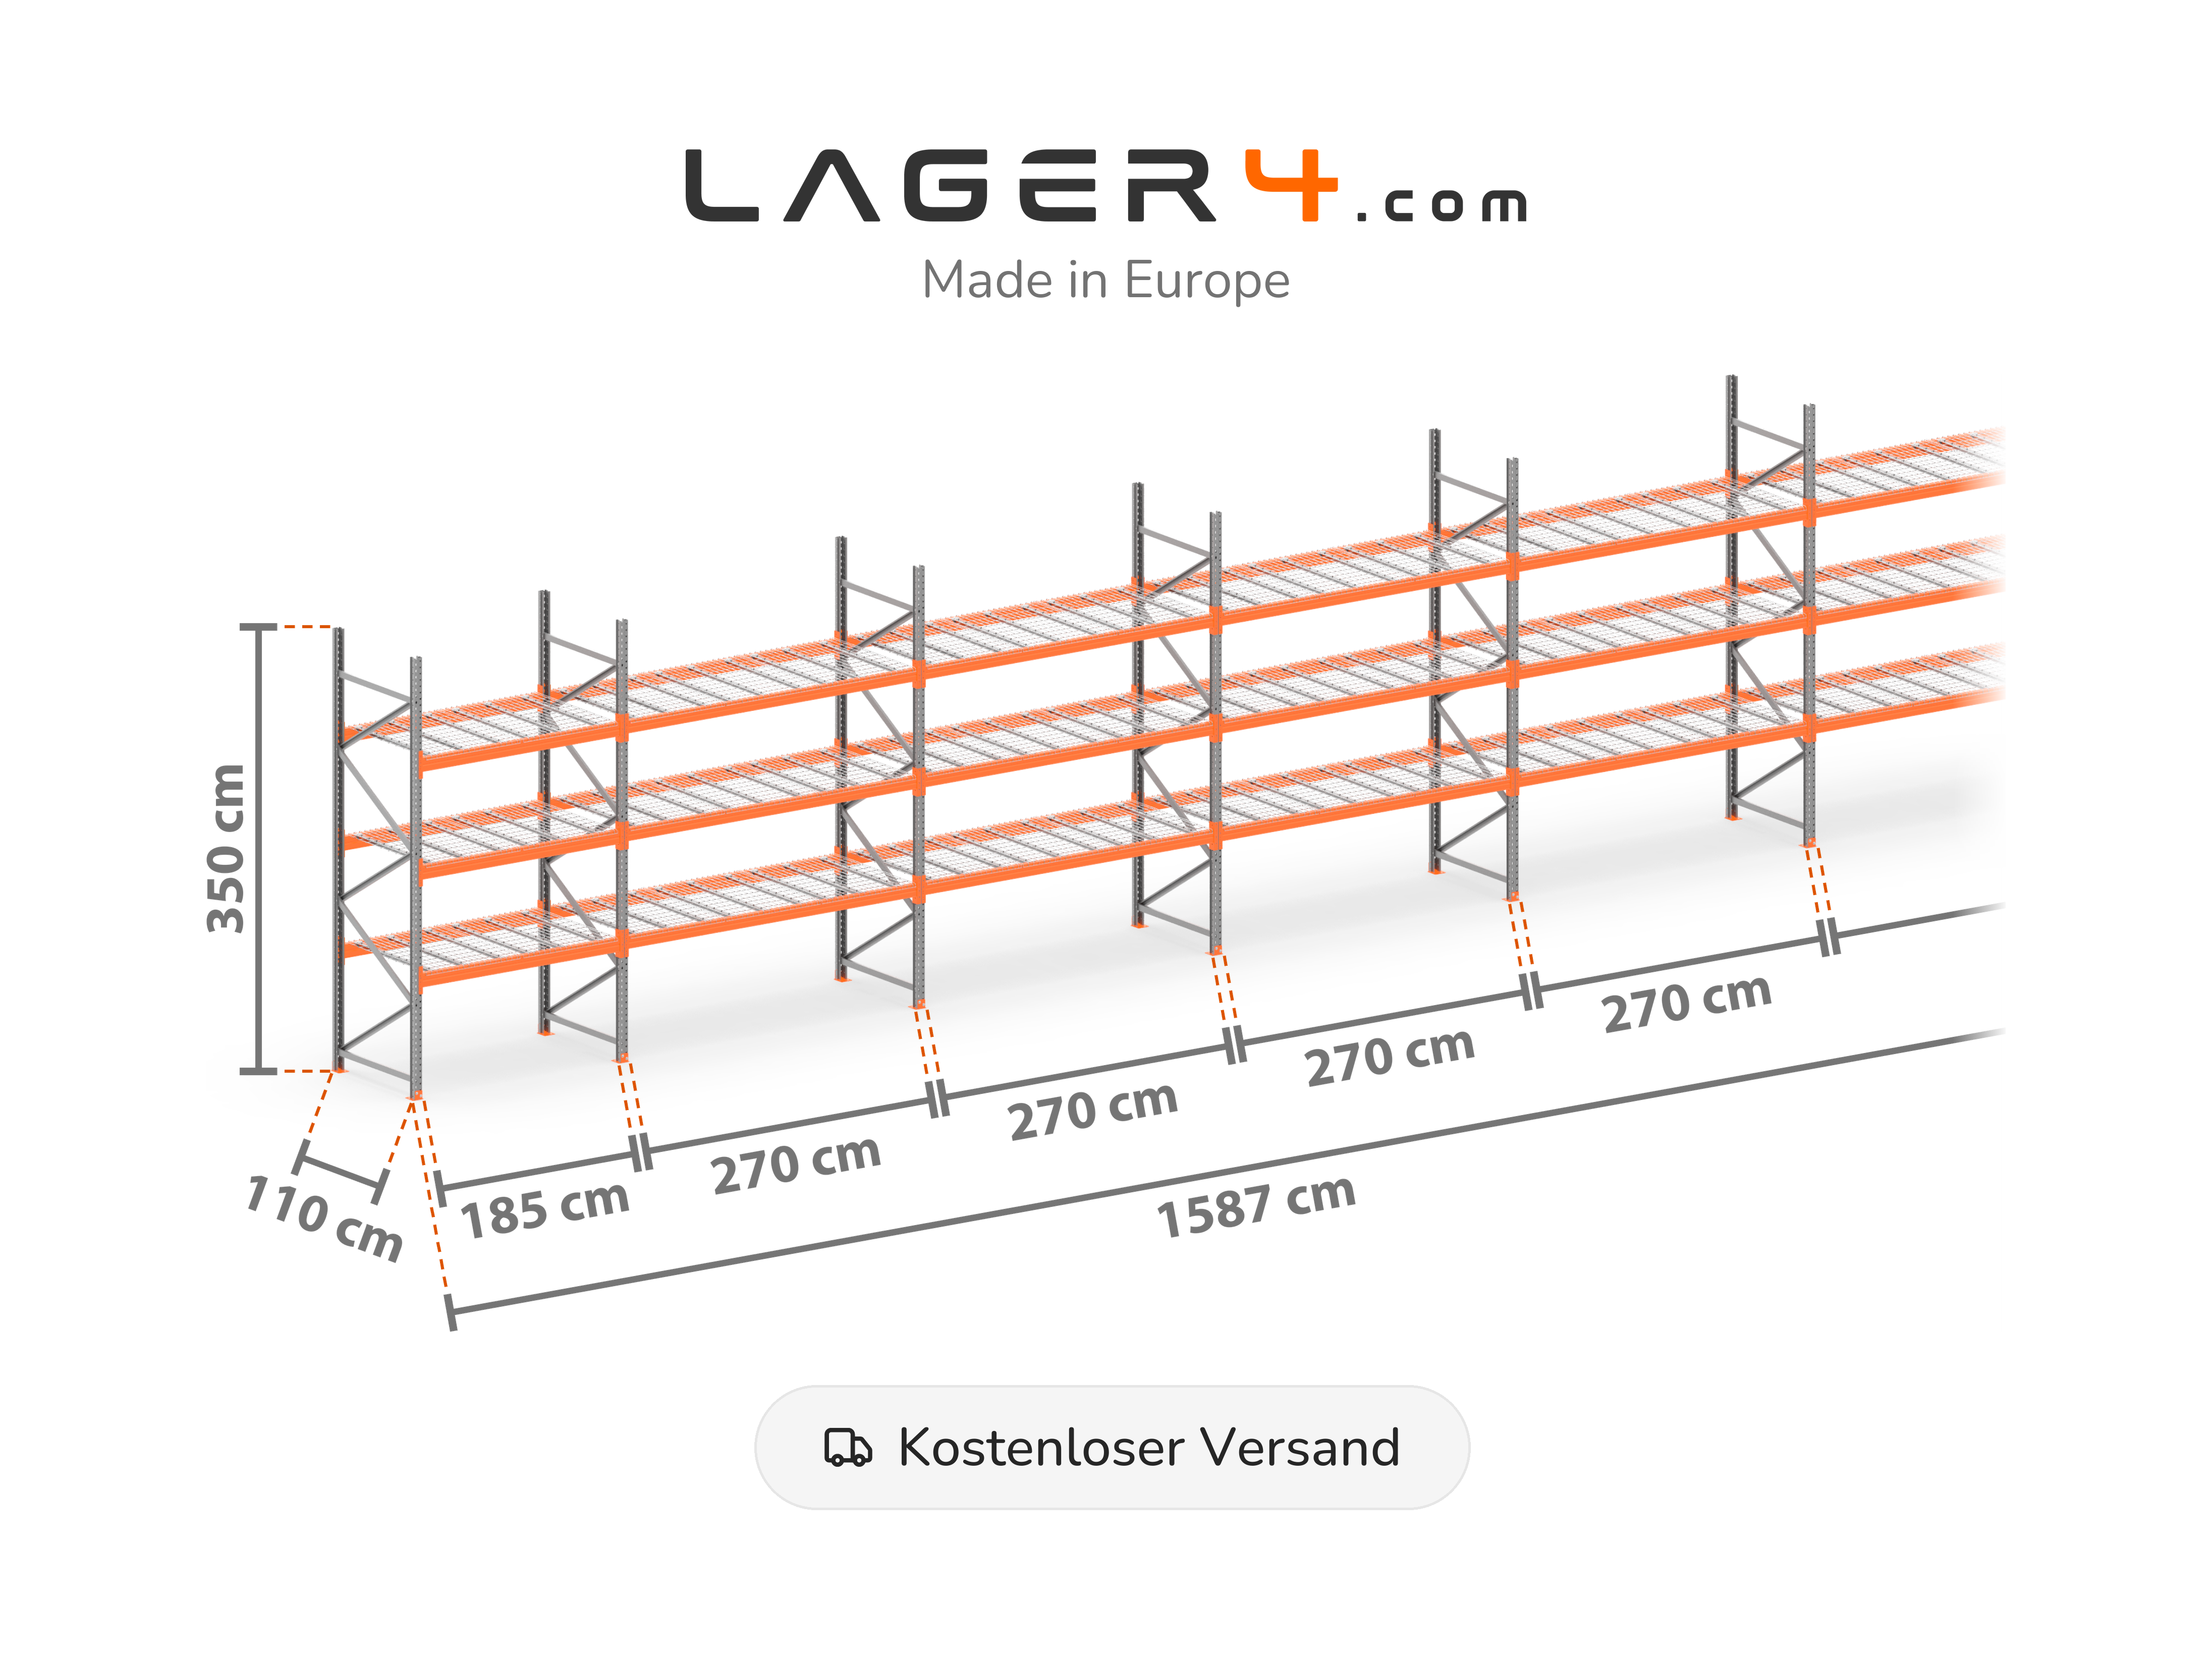 LAGER4.com
Made in Europe
350 cm
110 cm
185 cm
270 cm
270 cm
270 cm
270 cm
1587 cm
Kostenloser Versand